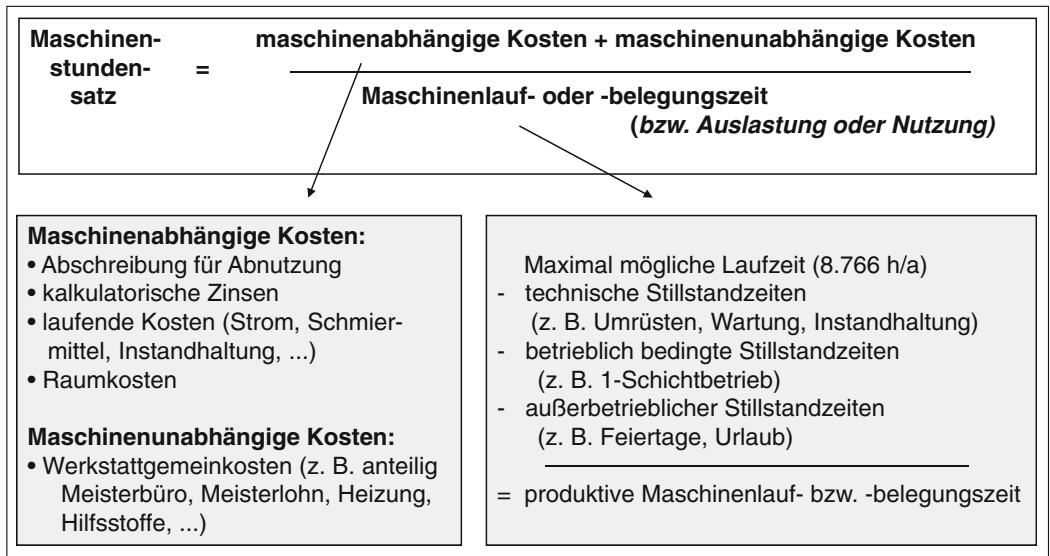 Maschinen- maschinenabhängige Kosten + maschinenunabhängige Kosten
stunden- =
satz Maschinenlauf- oder -belegungszeit
(bzw. Auslastung oder Nutzung)
Maschinenabhängige Kosten:
• Abschreibung für Abnutzung
• kalkulatorische Zinsen
• laufende Kosten (Strom, Schmier-
mittel, Instandhaltung, ...)
• Raumkosten
Maschinenunabhängige Kosten:
• Werkstattgemeinkosten (z. B. anteilig
Meisterbüro, Meisterlohn, Heizung,
Hilfsstoffe, ...)
Maximal mögliche Laufzeit (8.766 h/a)
- technische Stillstandzeiten
(z. B. Umrüsten, Wartung, Instandhaltung)
- betrieblich bedingte Stillstandzeiten
(z. B. 1-Schichtbetrieb)
- außerbetrieblicher Stillstandzeiten
(z. B. Feiertage, Urlaub)
= produktive Maschinenlauf- bzw. -belegungszeit